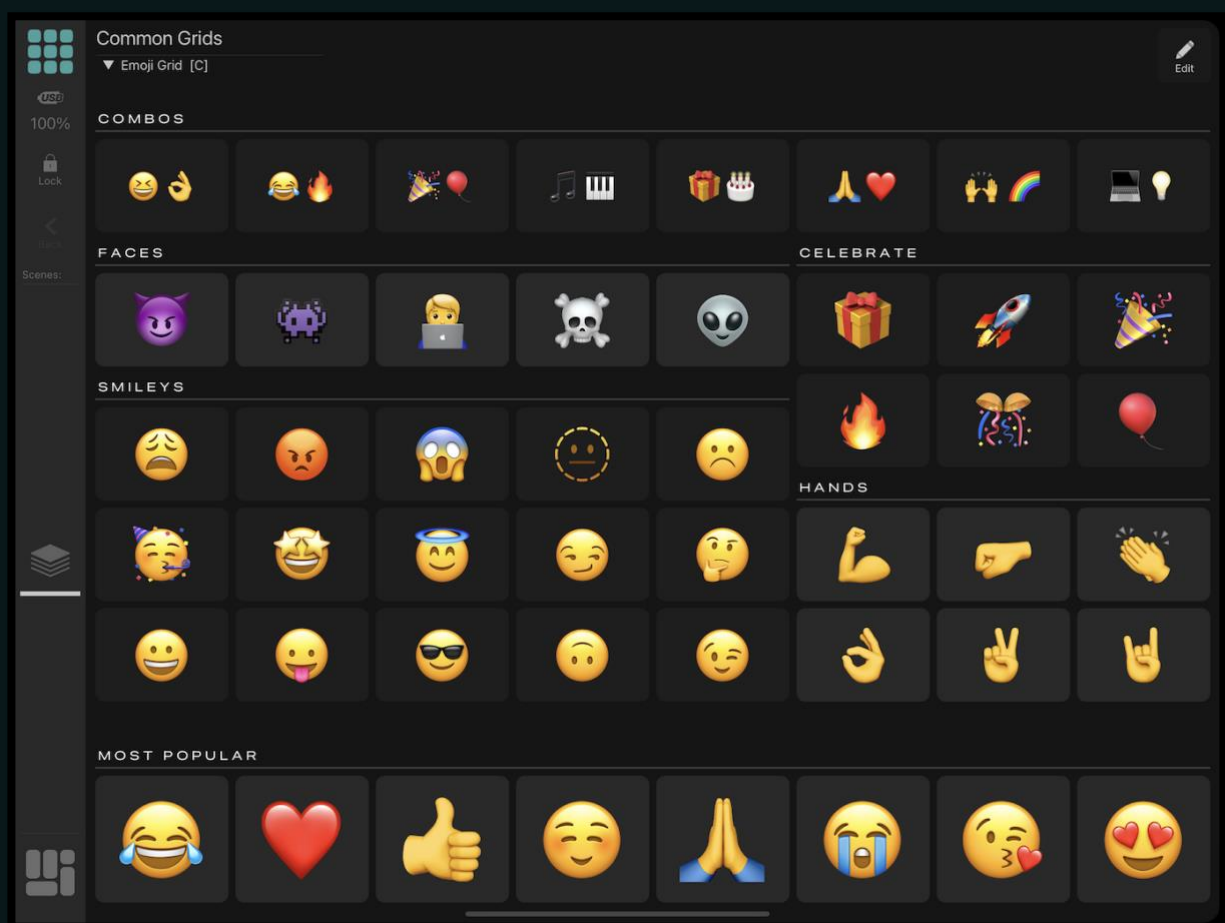 Common Grids
▼ Emoji Grid [C]
Edit
USB
100%
Lock
Back
Scenes:
COMBOS
FACES
CELEBRATE
SMILEYS
HANDS
MOST POPULAR